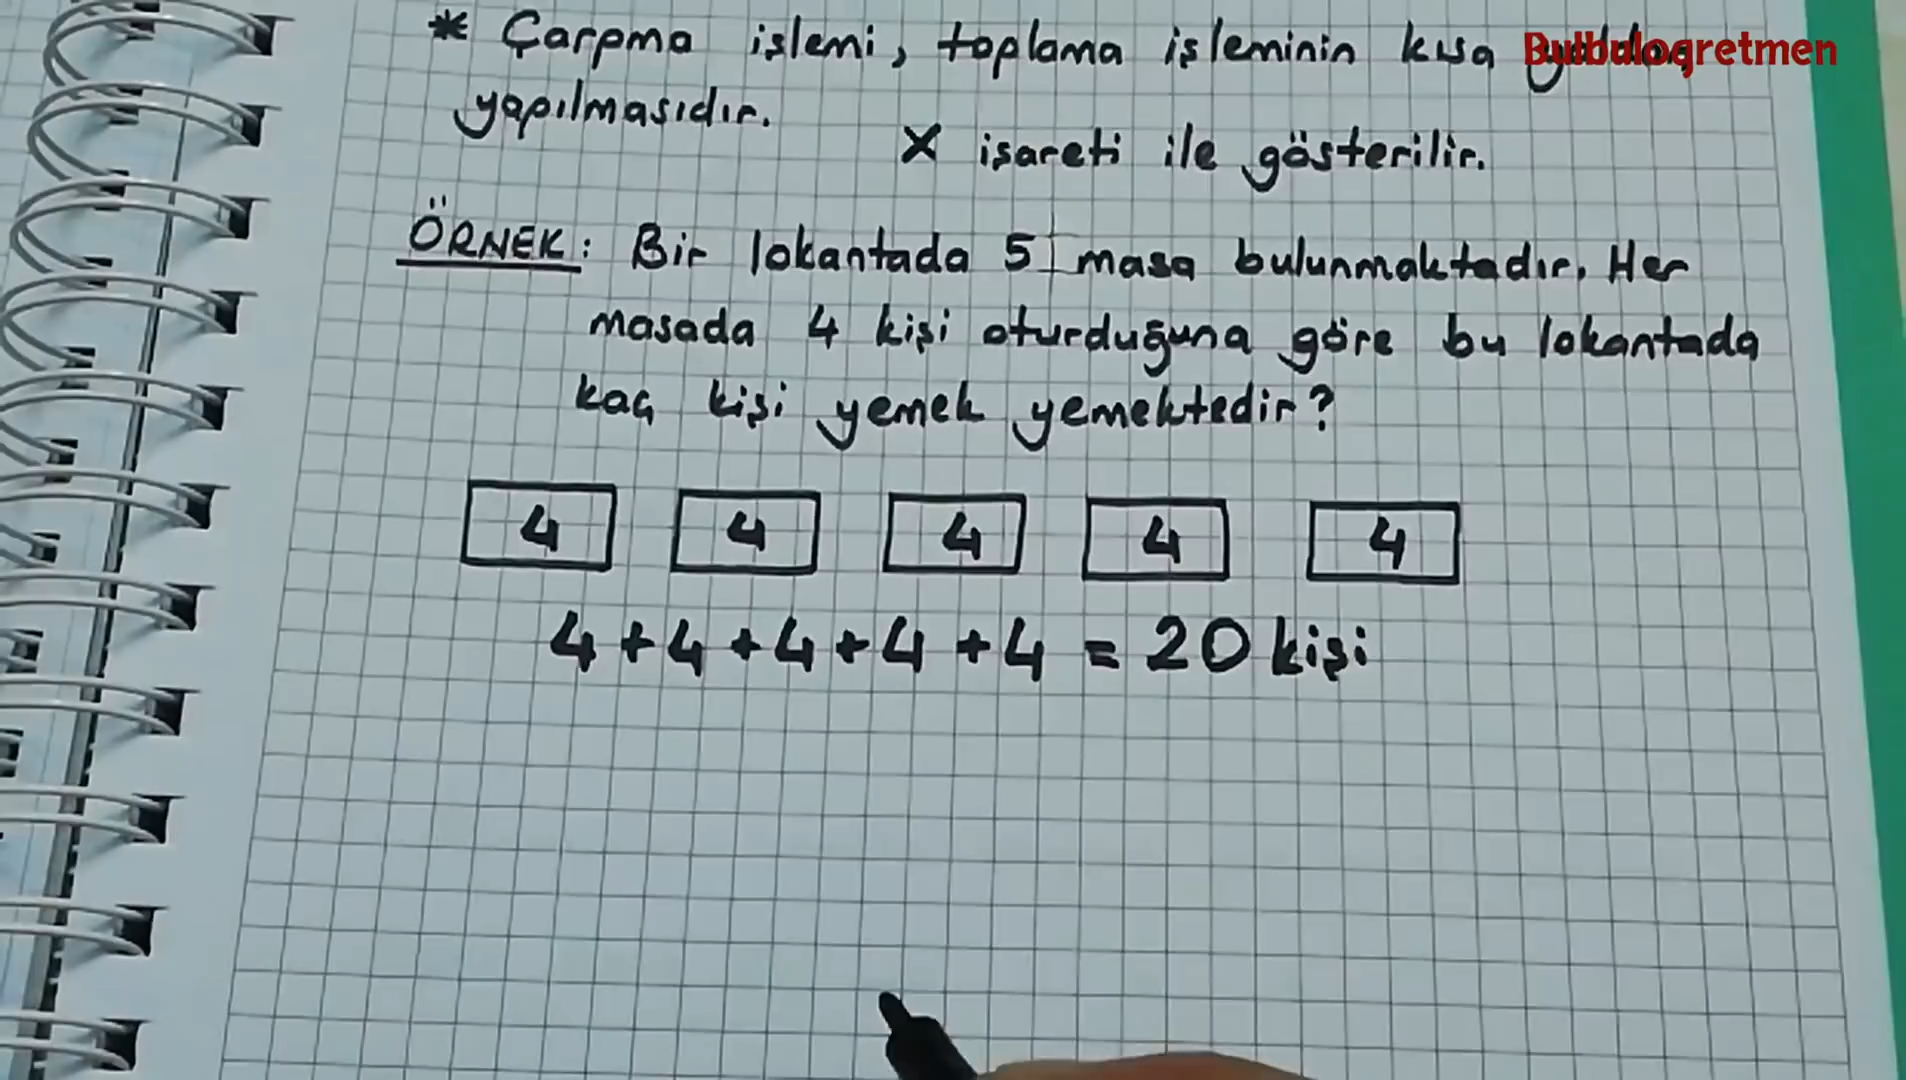 * Çarpma işlemi, toplama işleminin kısa
Bulbulogretmen
yapılmasıdır.
X işareti ile gösterilir.
ÖRNEK: Bir lokantada 5 masa bulunmaktadır. Her
masada 4 kişi oturduğuna göre bu lokantada
kaç kişi yemek yemektedir?
4 4 4 4 4
4 + 4 + 4 + 4 + 4 = 20 kişi